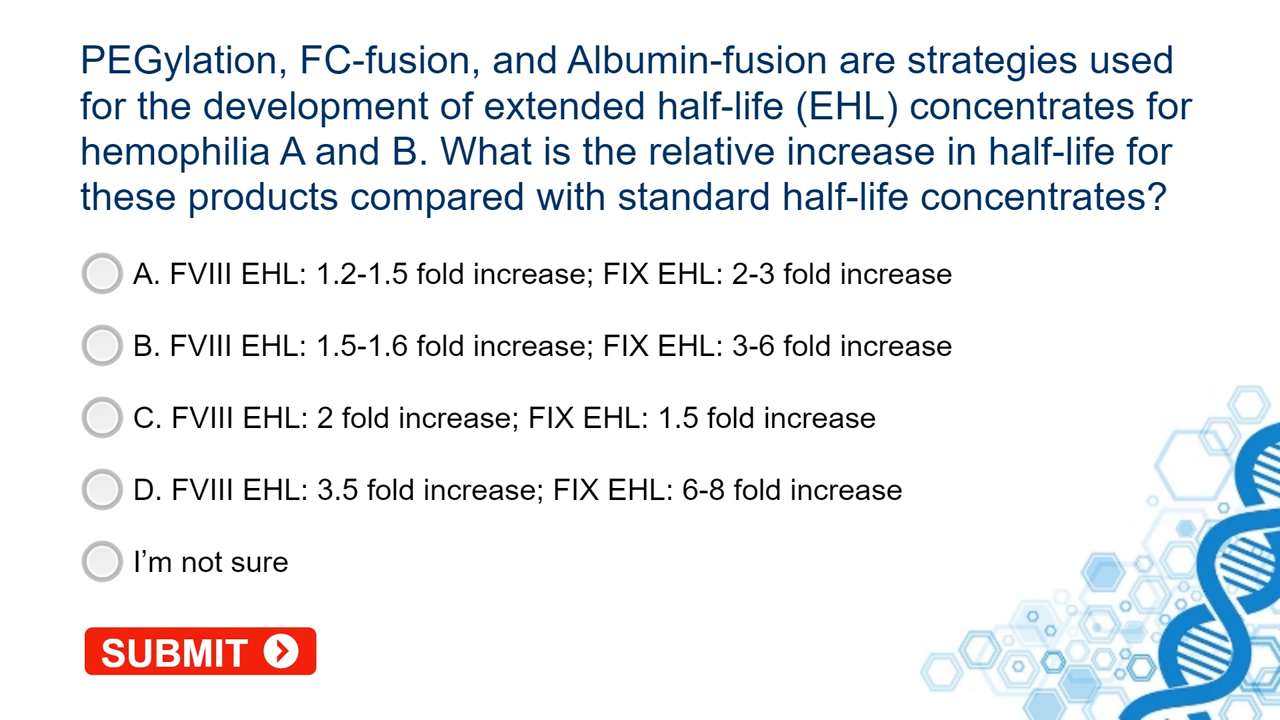 PEGylation, FC-fusion, and Albumin-fusion are strategies used
for the development of extended half-life (EHL) concentrates for
hemophilia A and B. What is the relative increase in half-life for
these products compared with standard half-life concentrates?
A. FVIII EHL: 1.2-1.5 fold increase; FIX EHL: 2-3 fold increase
B. FVIII EHL: 1.5-1.6 fold increase; FIX EHL: 3-6 fold increase
C. FVIII EHL: 2 fold increase; FIX EHL: 1.5 fold increase
D. FVIII EHL: 3.5 fold increase; FIX EHL: 6-8 fold increase
I’m not sure
SUBMIT